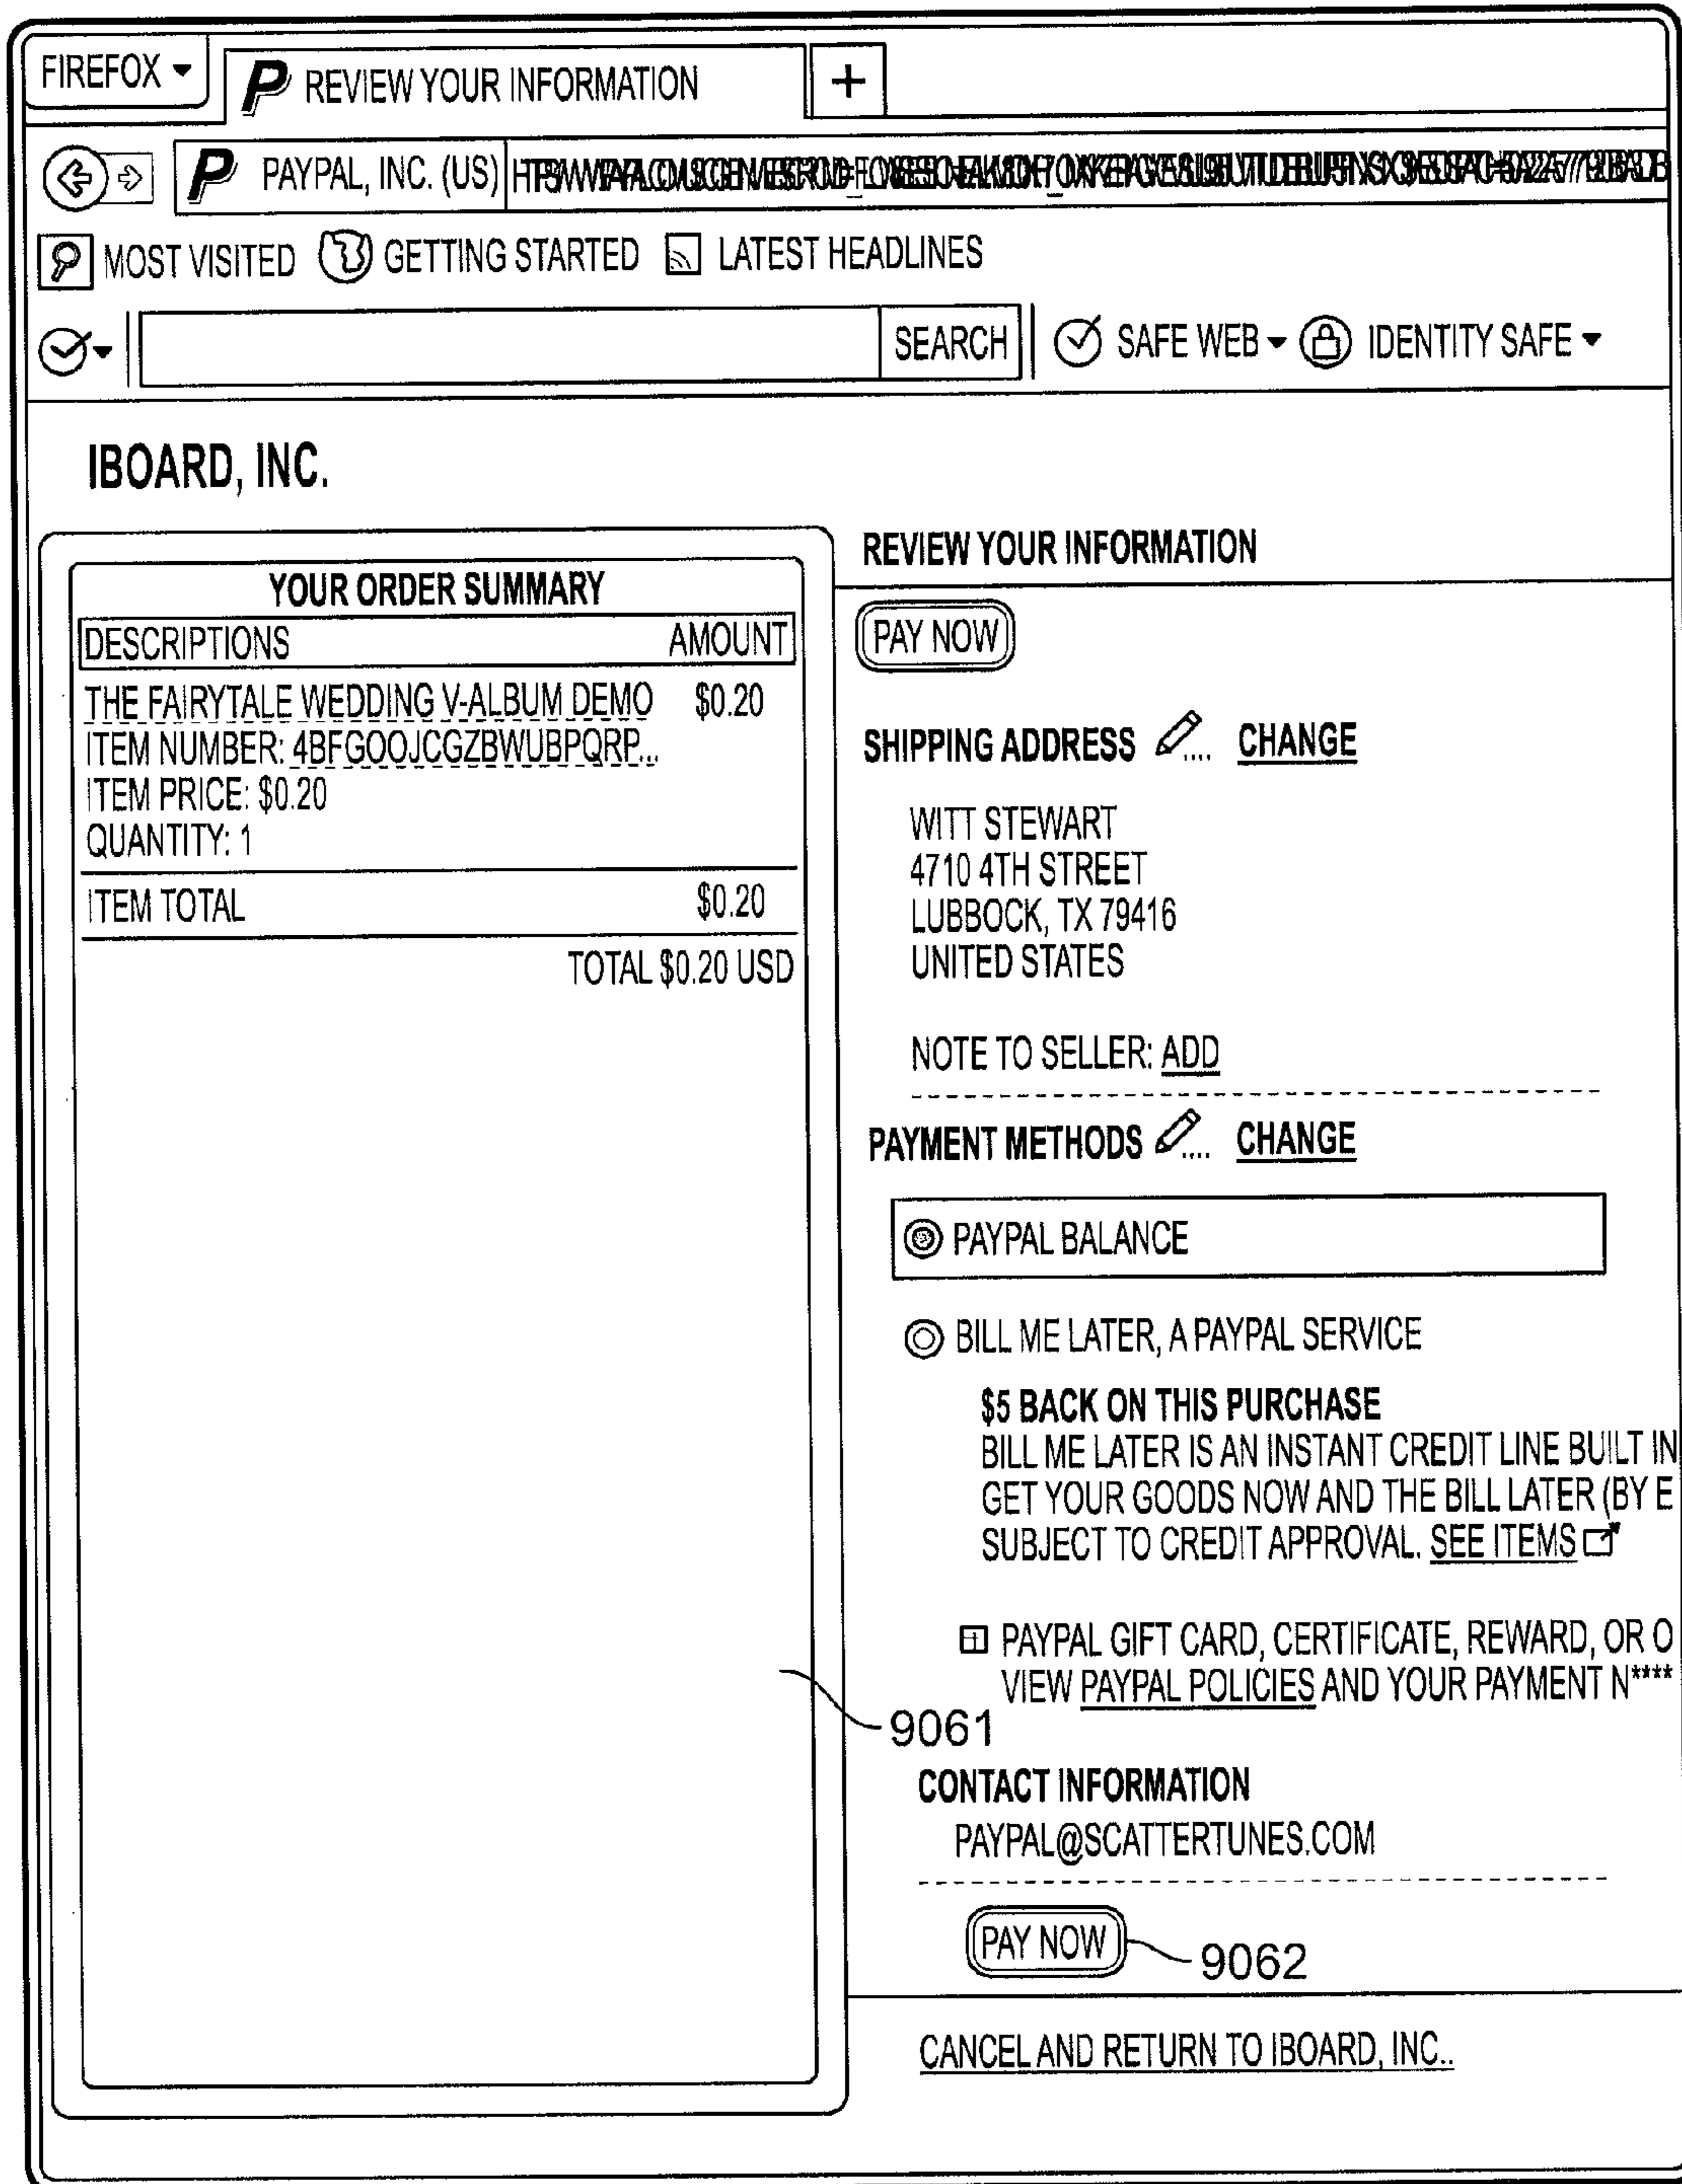 FIREFOX
P REVIEW YOUR INFORMATION
+
P PAYPAL, INC. (US)
MOST VISITED GETTING STARTED LATEST HEADLINES
SEARCH SAFE WEB IDENTITY SAFE
IBOARD, INC.
YOUR ORDER SUMMARY
DESCRIPTIONS AMOUNT
THE FAIRYTALE WEDDING V-ALBUM DEMO $0.20
ITEM NUMBER: 4BFGOOJCGZBWUBPQRP...
ITEM PRICE: $0.20
QUANTITY: 1
ITEM TOTAL $0.20
TOTAL $0.20 USD
9061
REVIEW YOUR INFORMATION
PAY NOW
SHIPPING ADDRESS .... CHANGE
WITT STEWART
4710 4TH STREET
LUBBOCK, TX 79416
UNITED STATES
NOTE TO SELLER: ADD
PAYMENT METHODS .... CHANGE
PAYPAL BALANCE
BILL ME LATER, A PAYPAL SERVICE
$5 BACK ON THIS PURCHASE
BILL ME LATER IS AN INSTANT CREDIT LINE BUILT IN
GET YOUR GOODS NOW AND THE BILL LATER (BY E
SUBJECT TO CREDIT APPROVAL. SEE ITEMS
PAYPAL GIFT CARD, CERTIFICATE, REWARD, OR O
VIEW PAYPAL POLICIES AND YOUR PAYMENT N****
CONTACT INFORMATION
PAYPAL@SCATTERTUNES.COM
PAY NOW 9062
CANCEL AND RETURN TO IBOARD, INC..